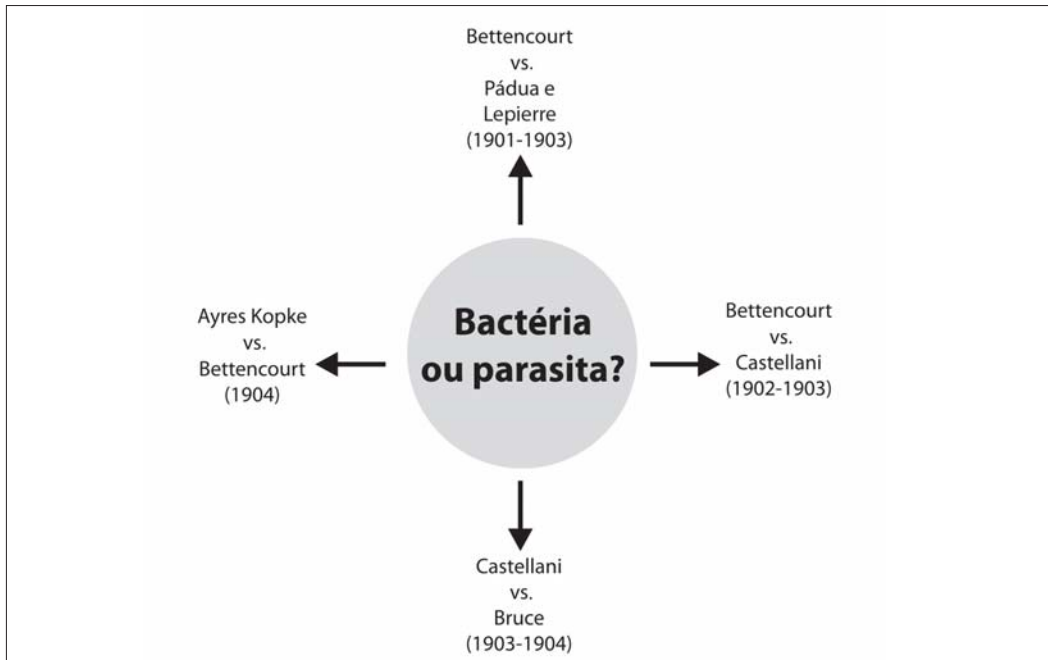 Bettencourt
vs.
Pádua e
Lepierre
(1901-1903)
Ayres Kopke
vs.
Bettencourt
(1904)
Bactéria
ou parasita?
Bettencourt
vs.
Castellani
(1902-1903)
Castellani
vs.
Bruce
(1903-1904)